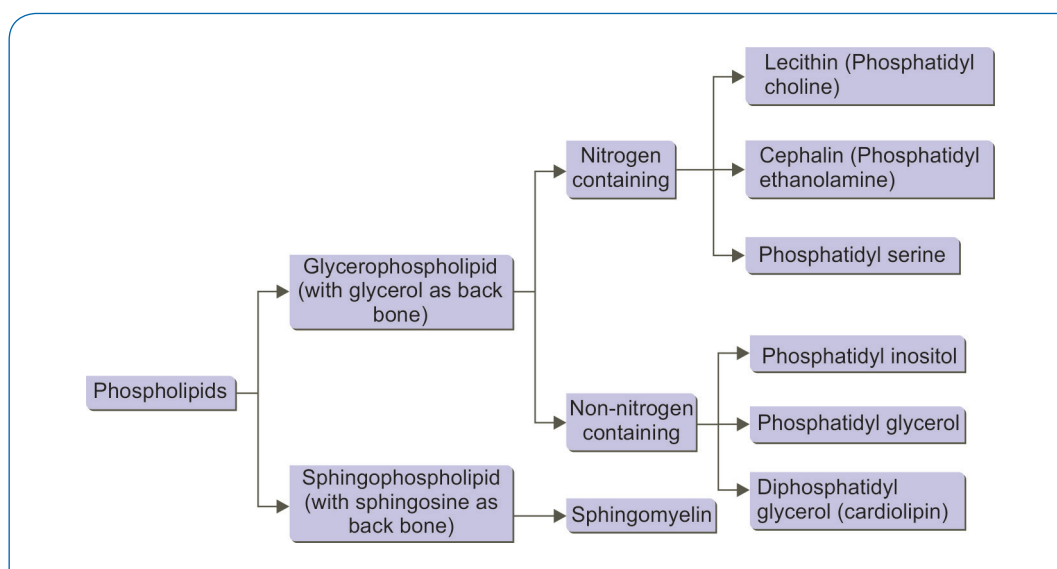 Lecithin (Phosphatidyl
choline)
Nitrogen
containing
Cephalin (Phosphatidyl
ethanolamine)
Phosphatidyl serine
Glycerophospholipid
(with glycerol as back
bone)
Phospholipids
Non-nitrogen
containing
Phosphatidyl inositol
Phosphatidyl glycerol
Diphosphatidyl
glycerol (cardiolipin)
Sphingophospholipid
(with sphingosine as
back bone)
Sphingomyelin